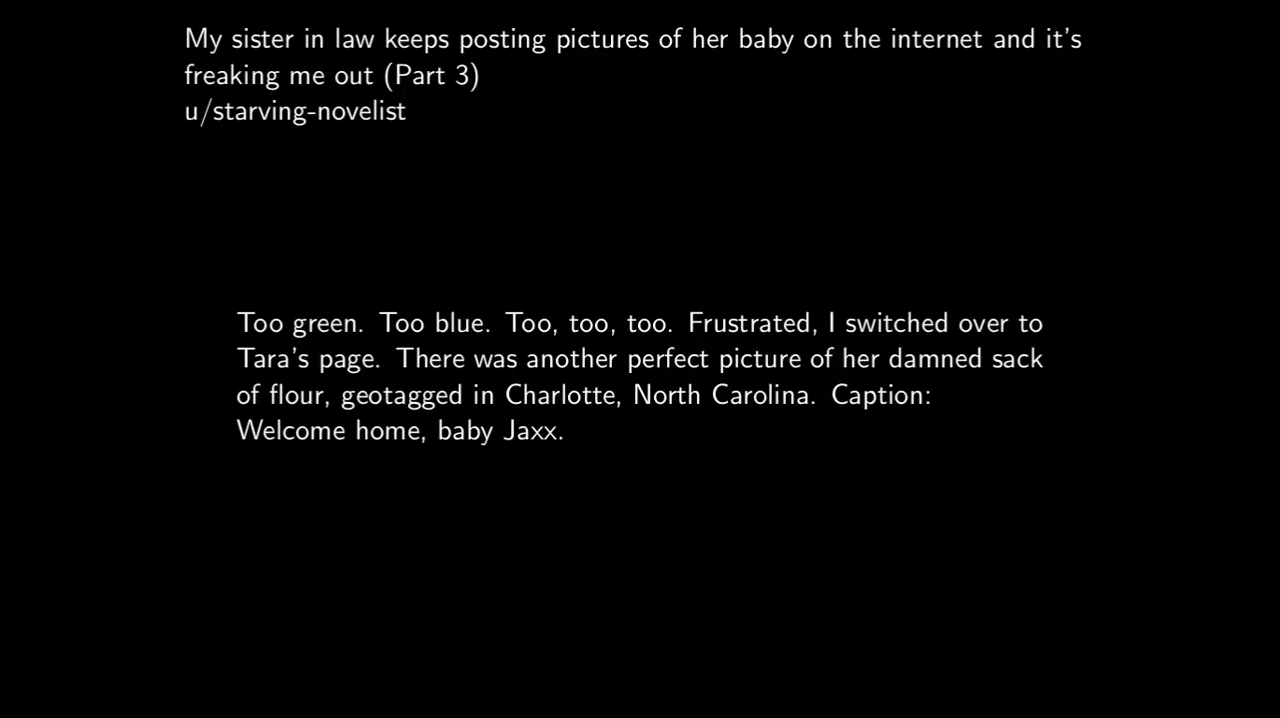 My sister in law keeps posting pictures of her baby on the internet and it's
freaking me out (Part 3)
u/starving-novelist
Too green. Too blue. Too, too, too. Frustrated, I switched over to
Tara's page. There was another perfect picture of her damned sack
of flour, geotagged in Charlotte, North Carolina. Caption:
Welcome home, baby Jaxx.